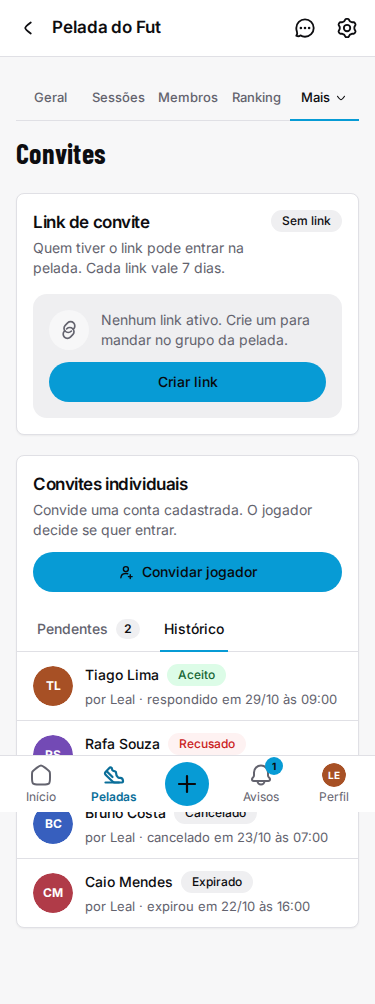 Pelada do Fut
Geral Sessões Membros Ranking Mais
Convites
Link de convite Sem link
Quem tiver o link pode entrar na
pelada. Cada link vale 7 dias.
Nenhum link ativo. Crie um para
mandar no grupo da pelada.
Criar link
Convites individuais
Convide uma conta cadastrada. O jogador
decide se quer entrar.
Convidar jogador
Pendentes 2 Histórico
TL Tiago Lima Aceito
por Leal · respondido em 29/10 às 09:00
RS Rafa Souza Recusado
1
LE
Início Peladas Avisos Perfil
BC Bruno Costa Cancelado
por Leal · cancelado em 23/10 às 07:00
CM Caio Mendes Expirado
por Leal · expirou em 22/10 às 16:00